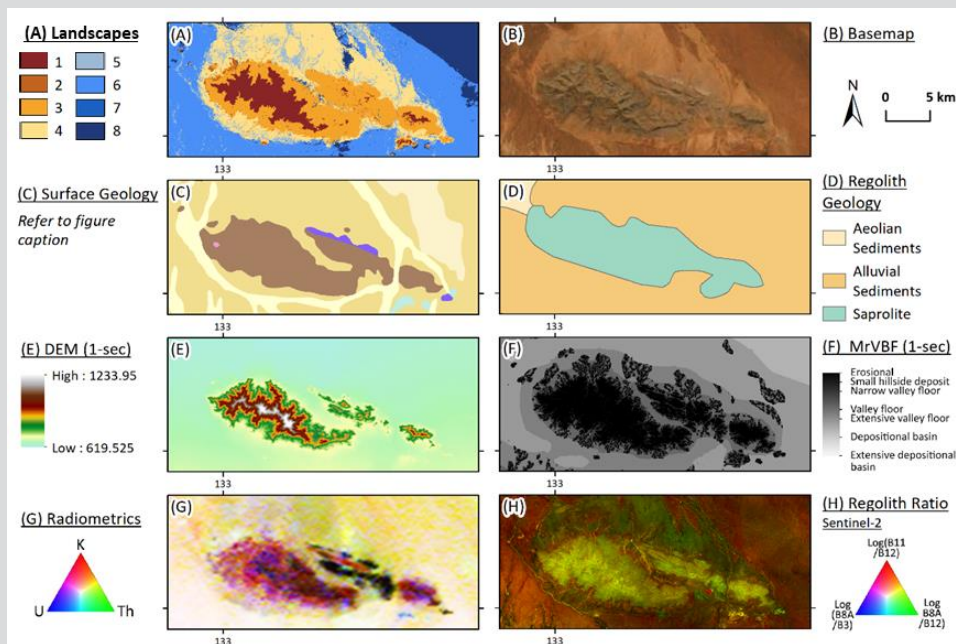 (A) Landscapes
1
5
2
6
3
7
4
8
(A)
133
(B)
133
(B) Basemap
N
0 5 km
(C) Surface Geology
Refer to figure
caption
(C)
133
(D)
133
(D) Regolith
Geology
Aeolian
Sediments
Alluvial
Sediments
Saprolite
(E) DEM (1-sec)
High : 1233.95
Low : 619.525
(E)
133
(F)
133
(F) MrVBF (1-sec)
Erosional
Small hillside deposit
Narrow valley floor
Valley floor
Extensive valley floor
Depositional basin
Extensive depositional
basin
(G) Radiometrics
K
U
Th
(G)
133
(H)
133
(H) Regolith Ratio
Sentinel-2
Log(B11
/B12)
Log
(B8A
/B3)
Log
B8A
/B12)